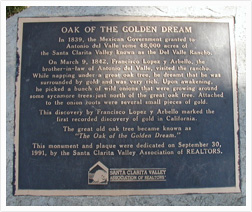 OAK OF THE GOLDEN DREAM
In 1839, the Mexican Government granted to
Antonio del Valle some 48,000 acres of
the Santa Clarita Valley known as the Del Valle Rancho.
On March 9, 1842, Francisco Lopez y Arbello, the
brother-in-law of Antonio del Valle, visited the rancho.
While napping under a great oak tree, he dreamt that he was
surrounded by gold and was very rich. Upon awakening,
he picked a bunch of wild onions that were growing around
some sycamore trees just north of the great oak tree. Attached
to the onion roots were several small pieces of gold.
This discovery by Francisco Lopez y Arbello marked the
first recorded discovery of gold in California.
The great old oak tree became known as
"The Oak of the Golden Dream."
This monument and plaque were dedicated on September 30,
1991, by the Santa Clarita Valley Association of REALTORS.
SANTA CLARITA VALLEY
ASSOCIATION OF REALTORS